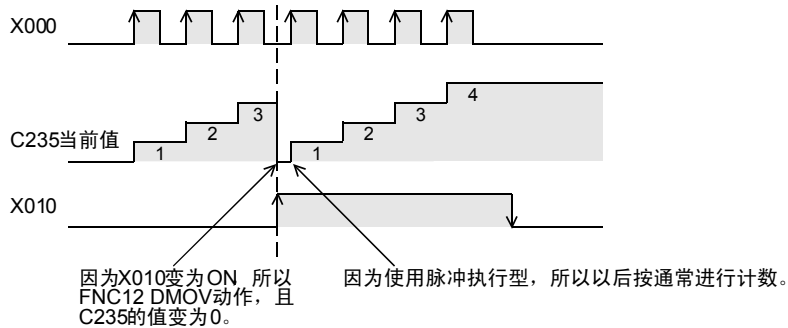 X000
3
4
2
3
C235当前值
1
1
2
X010
因为X010变为ON 所以
FNC12 DMOV动作，且
C235的值变为0。
因为使用脉冲执行型，所以以后按通常进行计数。